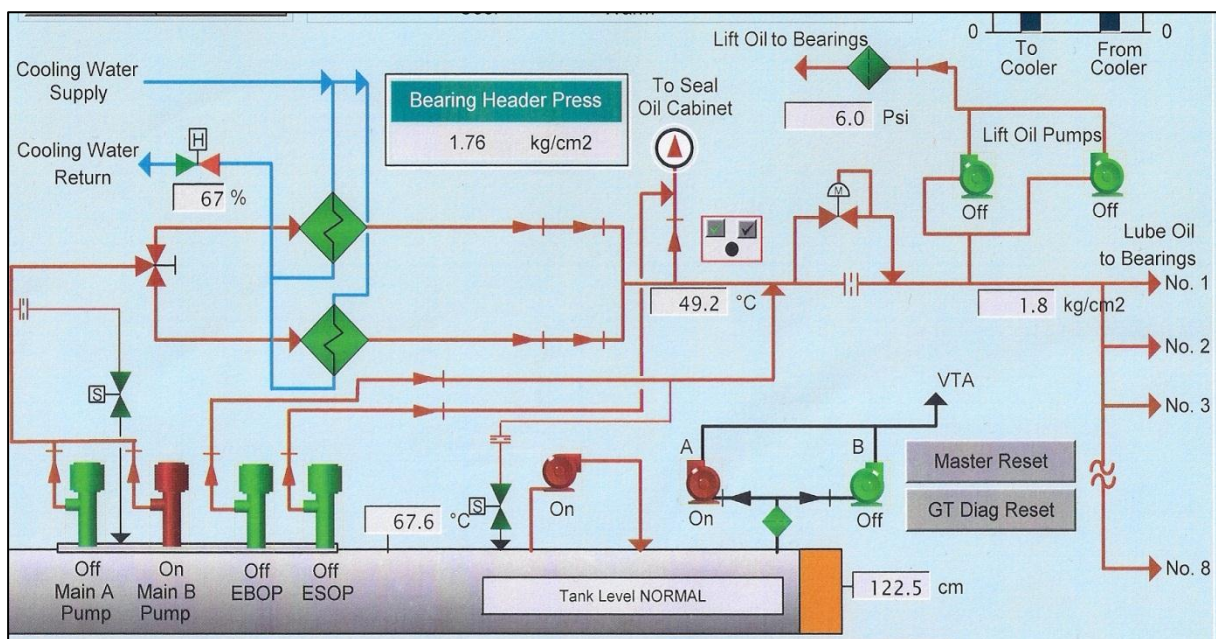 0
0
To
Cooler
From
Cooler
Lift Oil to Bearings
Cooling Water
Supply
Bearing Header Press
1.76 kg/cm2
To Seal
Oil Cabinet
6.0 Psi
Lift Oil Pumps
H
Cooling Water
Return
67 %
M
Off
Off
Lube Oil
to Bearings
No. 1
49.2 °C
1.8 kg/cm2
No. 2
S
VTA
No. 3
A
B
Master Reset
On
S
On
Off
GT Diag Reset
67.6 °C
Off
Main A
Pump
On
Main B
Pump
Off
EBOP
Off
ESOP
Tank Level NORMAL
122.5 cm
No. 8